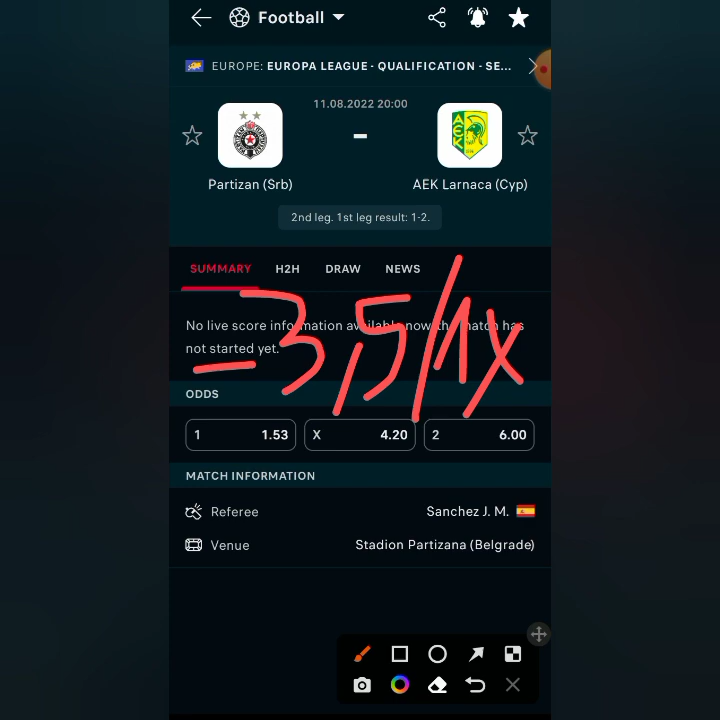 Football
EUROPE: EUROPA LEAGUE - QUALIFICATION - SE...
11.08.2022 20:00
-
AEK
Partizan (Srb) AEK Larnaca (Cyp)
2nd leg. 1st leg result: 1-2.
SUMMARY H2H DRAW NEWS
No live score information available now, the match has
not started yet.
-3,5/1X
ODDS
1 1.53 X 4.20 2 6.00
MATCH INFORMATION
Referee Sanchez J. M.
Venue Stadion Partizana (Belgrade)